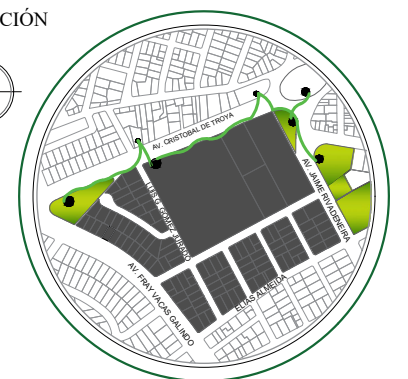 CIÓN
AV. CRISTOBAL DE TROYA
LUIS G. GOMEZ JURADO
AV. JAIME RIVADENEIRA
AV. FRAY VACAS GALINDO
ELIAS ALMEIDA